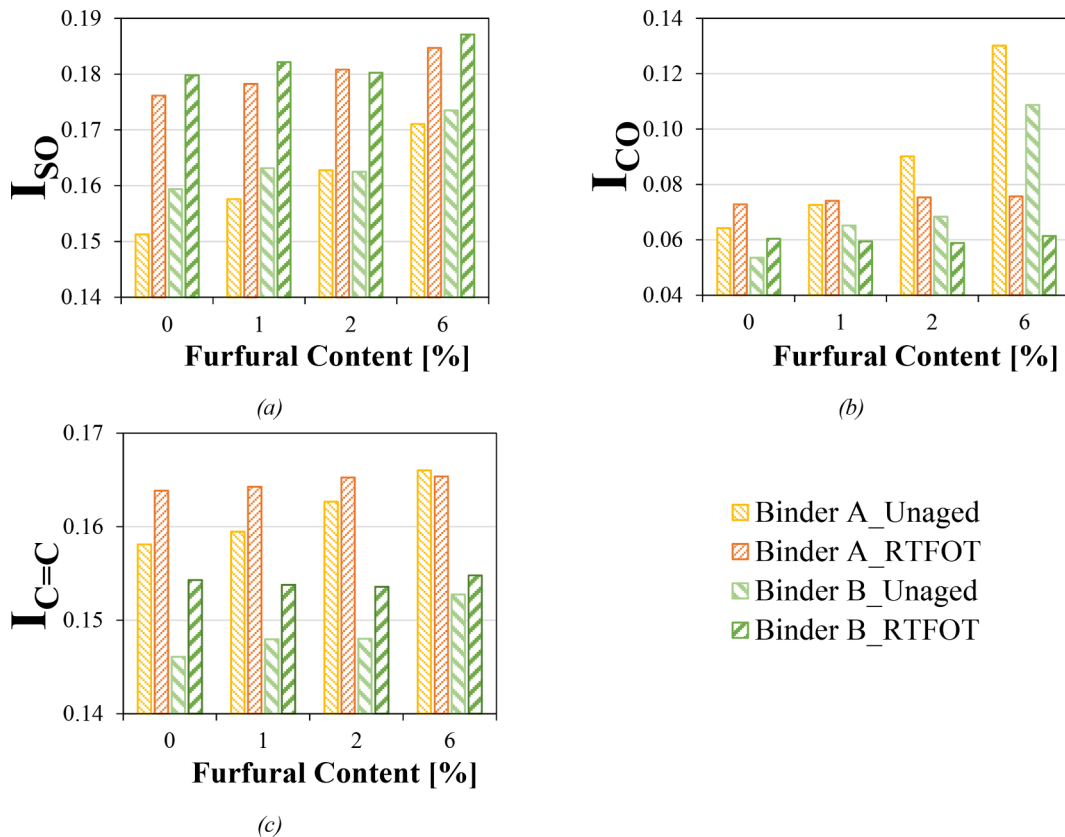 0.19
0.18
0.17
0.16
0.15
0.14
I_SO
0 1 2 6
Furfural Content [%]
(a)
0.14
0.12
0.10
0.08
0.06
0.04
I_CO
0 1 2 6
Furfural Content [%]
(b)
0.17
0.16
0.15
0.14
I_C=C
0 1 2 6
Furfural Content [%]
(c)
Binder A_Unaged
Binder A_RTFOT
Binder B_Unaged
Binder B_RTFOT